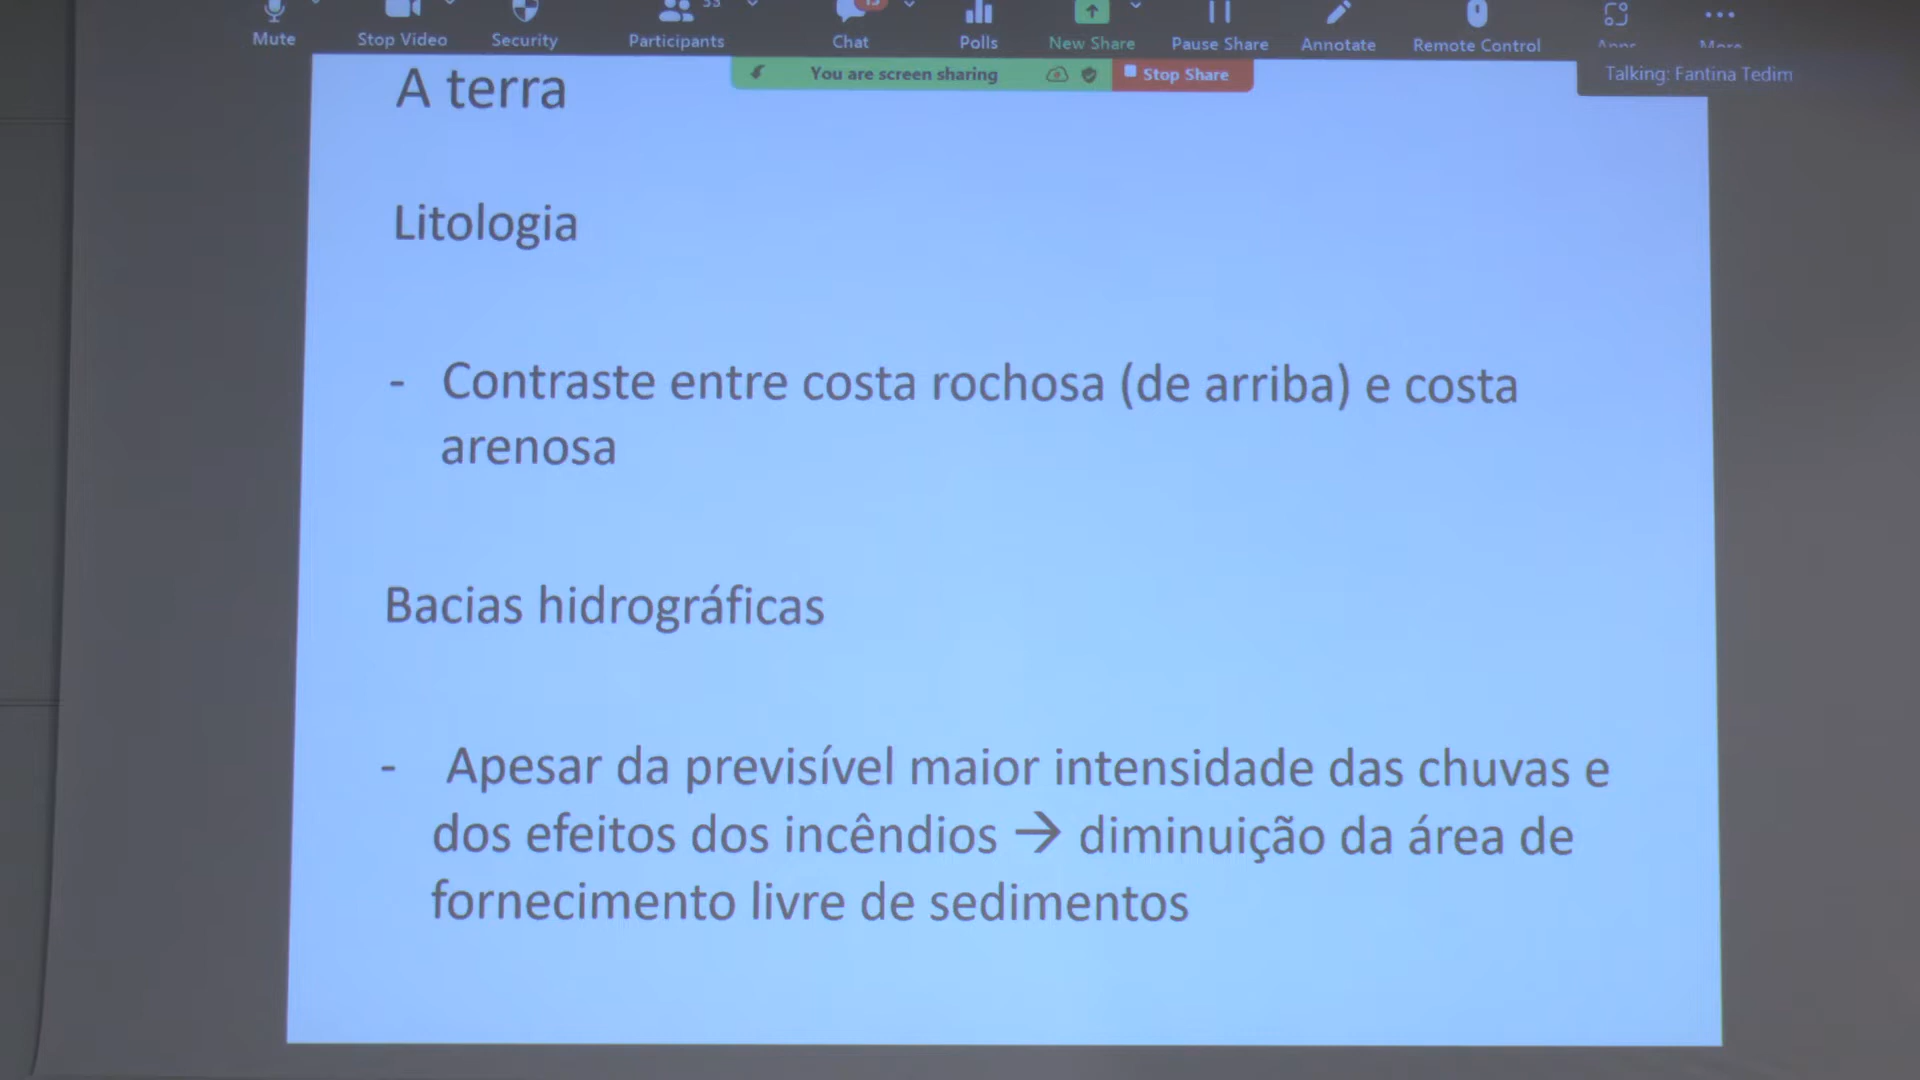 Mute
Stop Video
Security
Participants
Chat
Polls
New Share
Pause Share
Annotate
Remote Control
You are screen sharing
Stop Share
Talking: Fantina Tedim
A terra
Litologia
- Contraste entre costa rochosa (de arriba) e costa
arenosa
Bacias hidrográficas
- Apesar da previsível maior intensidade das chuvas e
dos efeitos dos incêndios → diminuição da área de
fornecimento livre de sedimentos